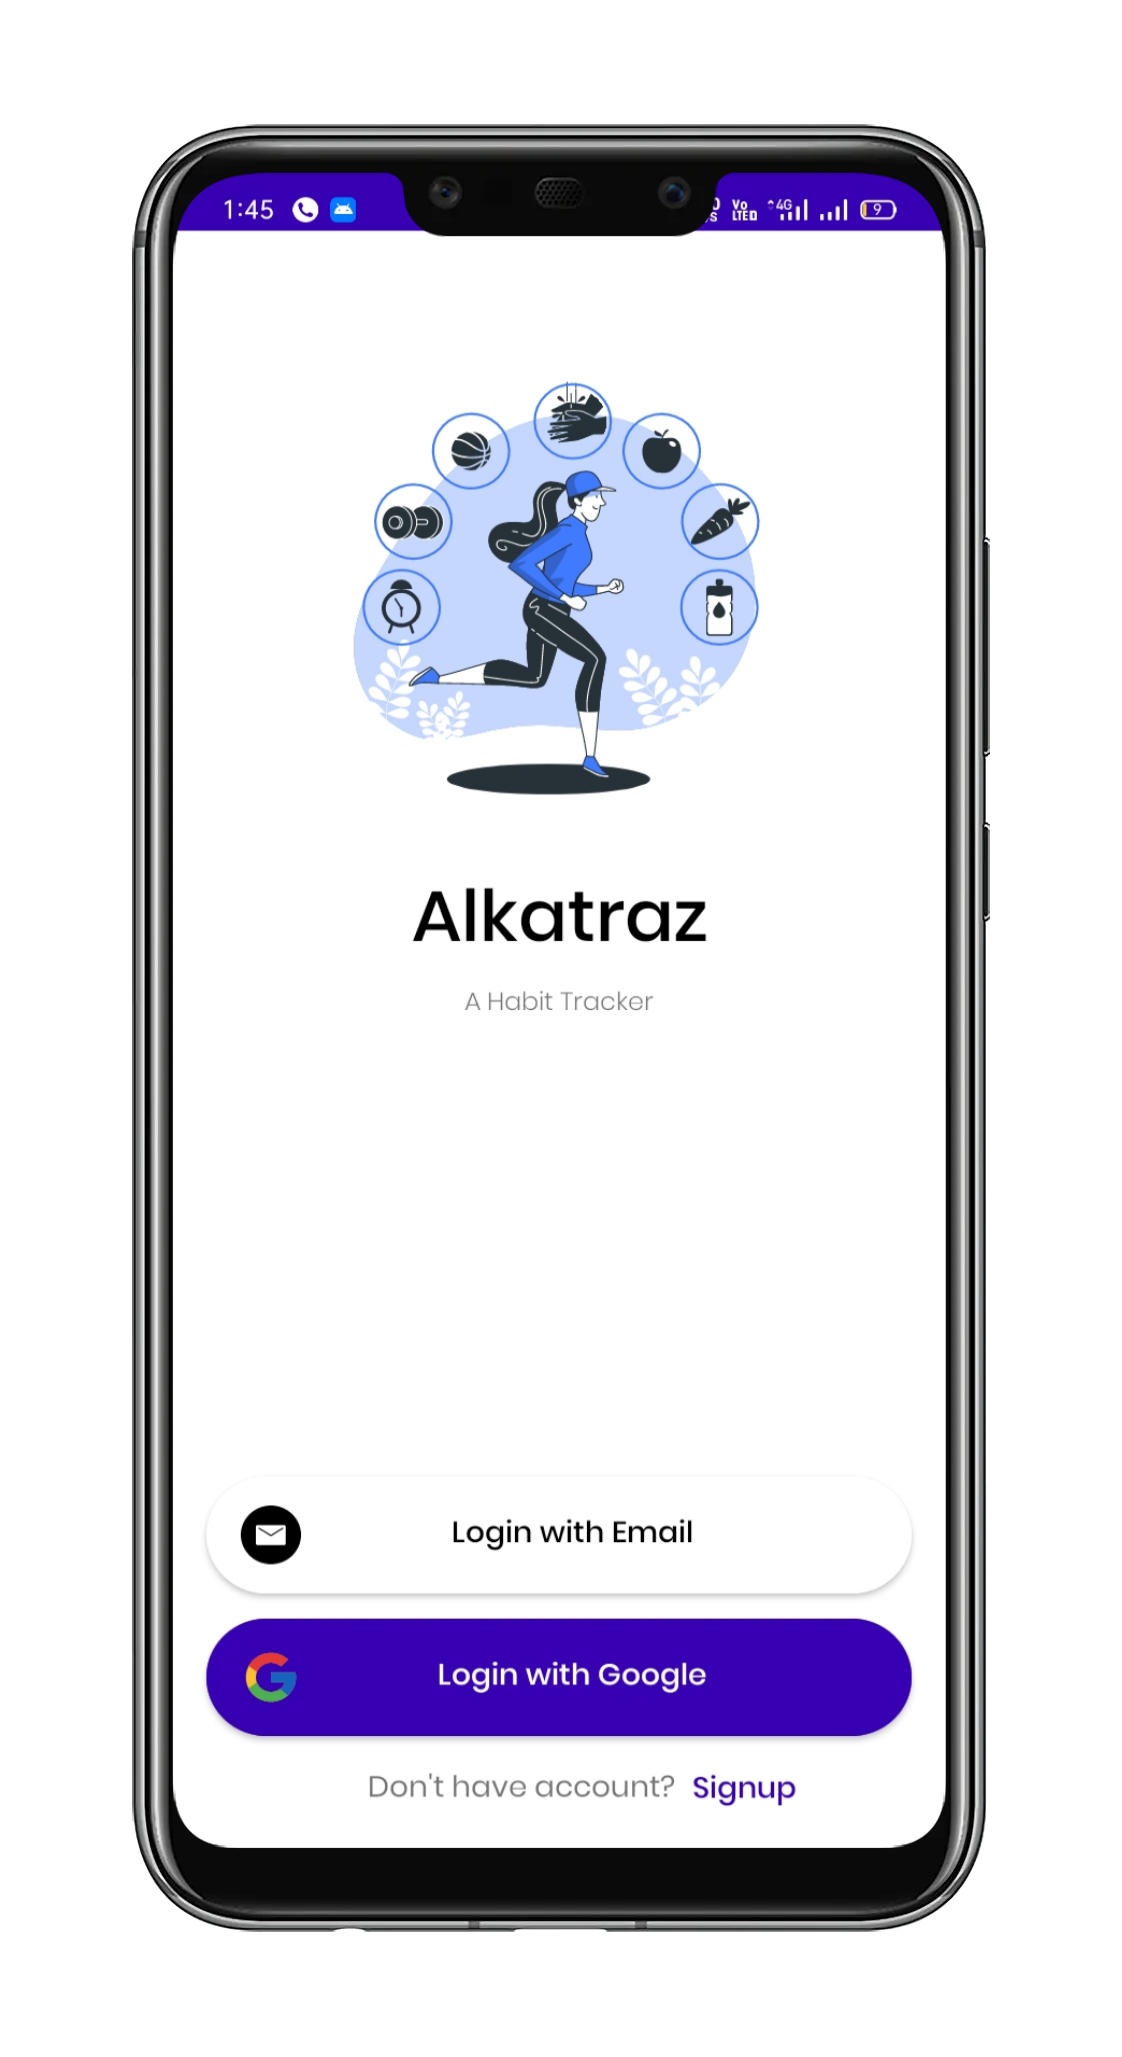 1:45
Vo
LTE 4G 9
Alkatraz
A Habit Tracker
Login with Email
Login with Google
Don't have account? Signup